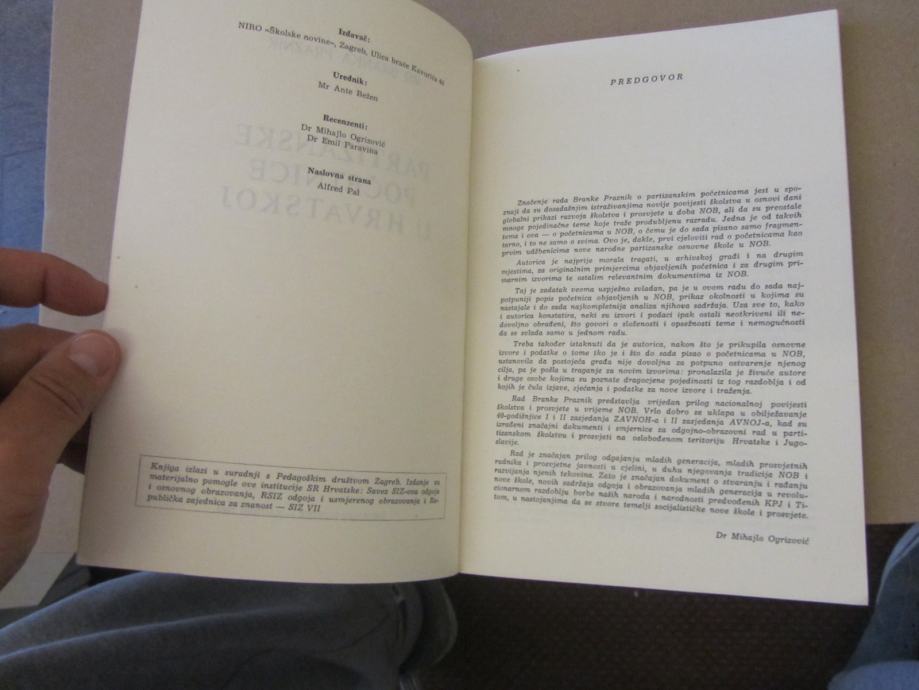 Izdavač:
NIRO »Školske novine«, Zagreb, Ulica braće Kavurića 46
Urednik:
Mr Ante Bežen
Recenzenti:
Dr Mihajlo Ogrizović
Dr Emil Paravina
Naslovna strana
Alfred Pal
Knjiga izlazi u suradnji s Pedagoškim društvom Zagreb. Izdanje su
materijalno pomogle ove institucije SR Hrvatske: Savez SIZ-ova odgoja
i osnovnog obrazovanja, RSIZ odgoja i usmjerenog obrazovanja i Re-
publička zajednica za znanost — SIZ VII
PREDGOVOR
Značenje rada Branke Praznik o partizanskim početnicama jest u spo-
znaji da su dosadašnjim istraživanjima novije povijesti školstva u osnovi dani
globalni prikazi razvoja školstva i prosvjete u doba NOB, ali da su preostale
mnoge pojedinačne teme koje traže produbljenu razradu. Jedna je od takvih
tema i ova — o početnicama u NOB, o čemu je do sada pisano samo fragmen-
tarno, i to ne samo o svima. Ovo je, dakle, prvi cjeloviti rad o početnicama kao
prvim udžbenicima nove narodne partizanske osnovne škole u NOB.
Autorica je najprije morala tragati, u arhivskoj građi i na drugim
mjestima, za originalnim primjercima objavljenih početnica i za drugim pri-
marnim izvorima te ostalim relevantnim dokumentima iz NOB.
Taj je zadatak veoma uspješno svladan, pa je u ovom radu do sada naj-
potpuniji popis početnica objavljenih u NOB, prikaz okolnosti u kojima su
nastajale i do sada najkompletnija analiza njihova sadržaja. Uza sve to, kako
i autorica konstatira, neki su izvori i podaci ipak ostali neotkriveni ili ne-
dovoljno obrađeni, što govori o složenosti i opsežnosti teme i nemogućnosti
da se svlada samo u jednom radu.
Treba također istaknuti da je autorica, nakon što je prikupila osnovne
izvore i podatke o tome tko je i što do sada pisao o početnicama u NOB,
ustanovila da postojeća građa nije dovoljna za potpuno ostvarenje njenog
cilja, pa je pošla u traganje za novim izvorima: pronalazila je živuće autore
i druge osobe kojima su poznate dragocjene pojedinosti iz tog razdoblja i od
kojih je čula izjave, sjećanja i podatke za nove izvore i traženja.
Rad Branke Praznik predstavlja vrijedan prilog nacionalnoj povijesti
školstva i prosvjete u vrijeme NOB. Vrlo dobro se uklapa u obilježavanje
40-godišnjice I i II zasjedanja ZAVNOH-a i II zasjedanja AVNOJ-a, kad su
izrađeni značajni dokumenti i smjernice za odgojno-obrazovni rad u parti-
zanskom školstvu i prosvjeti na oslobođenom teritoriju Hrvatske i Jugo-
slavije.
Rad je značajan prilog odgajanju mladih generacija, mladih prosvjetnih
radnika i prosvjetne javnosti u cjelini, u duhu njegovanja tradicija NOB i
razvijanja njenih tekovina. Zato je značajan dokument o stvaranju i rađanju
nove škole, novih sadržaja odgoja i obrazovanja mladih generacija u revolu-
cionarnom razdoblju borbe naših naroda i narodnosti predvođenih KPJ i Ti-
tom, u nastojanjima da se stvore temelji socijalističke nove škole i prosvjete.
Dr Mihajlo Ogrizović